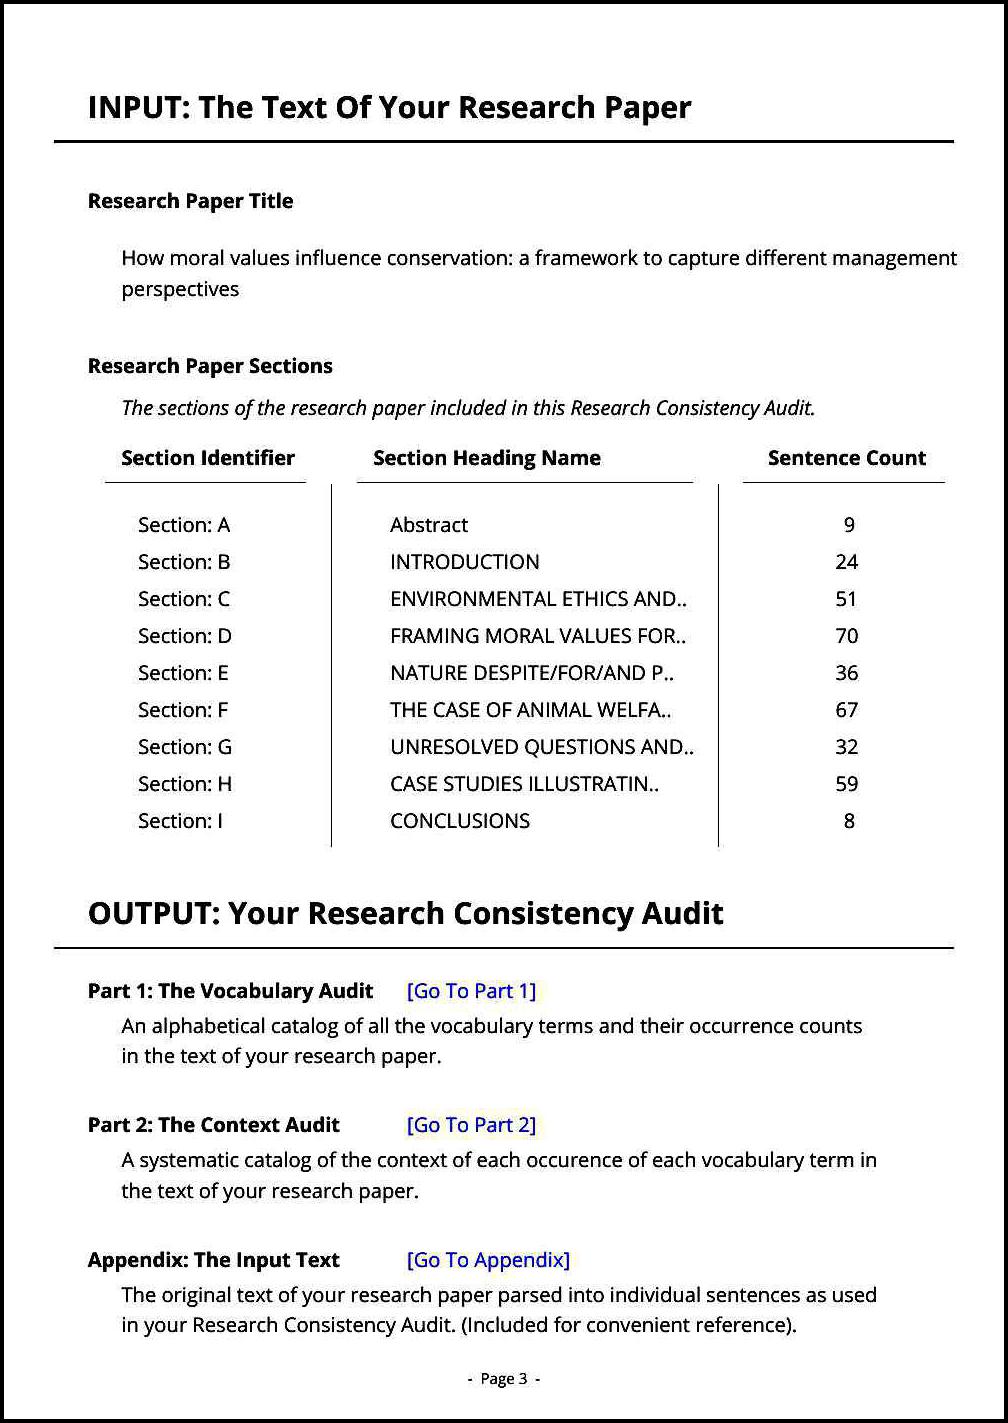 INPUT: The Text Of Your Research Paper
Research Paper Title
How moral values influence conservation: a framework to capture different management
perspectives
Research Paper Sections
The sections of the research paper included in this Research Consistency Audit.
Section Identifier Section Heading Name Sentence Count
Section: A Abstract 9
Section: B INTRODUCTION 24
Section: C ENVIRONMENTAL ETHICS AND.. 51
Section: D FRAMING MORAL VALUES FOR.. 70
Section: E NATURE DESPITE/FOR/AND P.. 36
Section: F THE CASE OF ANIMAL WELFA.. 67
Section: G UNRESOLVED QUESTIONS AND.. 32
Section: H CASE STUDIES ILLUSTRATIN.. 59
Section: I CONCLUSIONS 8
OUTPUT: Your Research Consistency Audit
Part 1: The Vocabulary Audit [Go To Part 1]
An alphabetical catalog of all the vocabulary terms and their occurrence counts
in the text of your research paper.
Part 2: The Context Audit [Go To Part 2]
A systematic catalog of the context of each occurence of each vocabulary term in
the text of your research paper.
Appendix: The Input Text [Go To Appendix]
The original text of your research paper parsed into individual sentences as used
in your Research Consistency Audit. (Included for convenient reference).
- Page 3 -